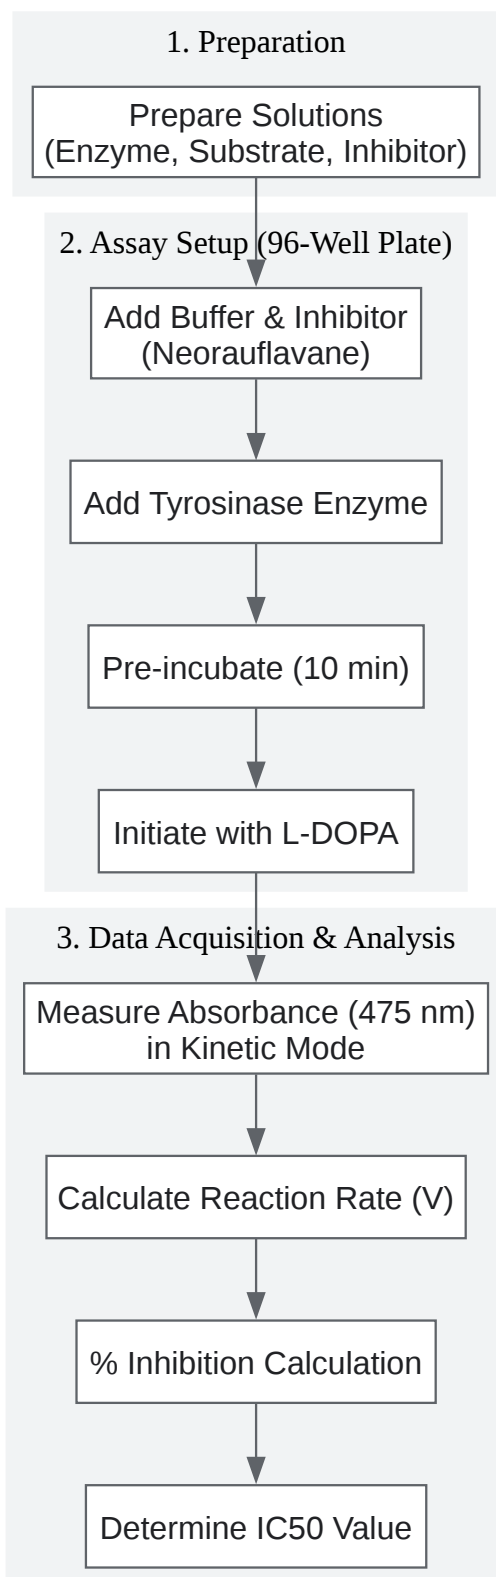 1. Preparation
Prepare Solutions
(Enzyme, Substrate, Inhibitor)
2. Assay Setup (96-Well Plate)
Add Buffer & Inhibitor
(Neorauflavane)
Add Tyrosinase Enzyme
Pre-incubate (10 min)
Initiate with L-DOPA
3. Data Acquisition & Analysis
Measure Absorbance (475 nm)
in Kinetic Mode
Calculate Reaction Rate (V)
% Inhibition Calculation
Determine IC50 Value